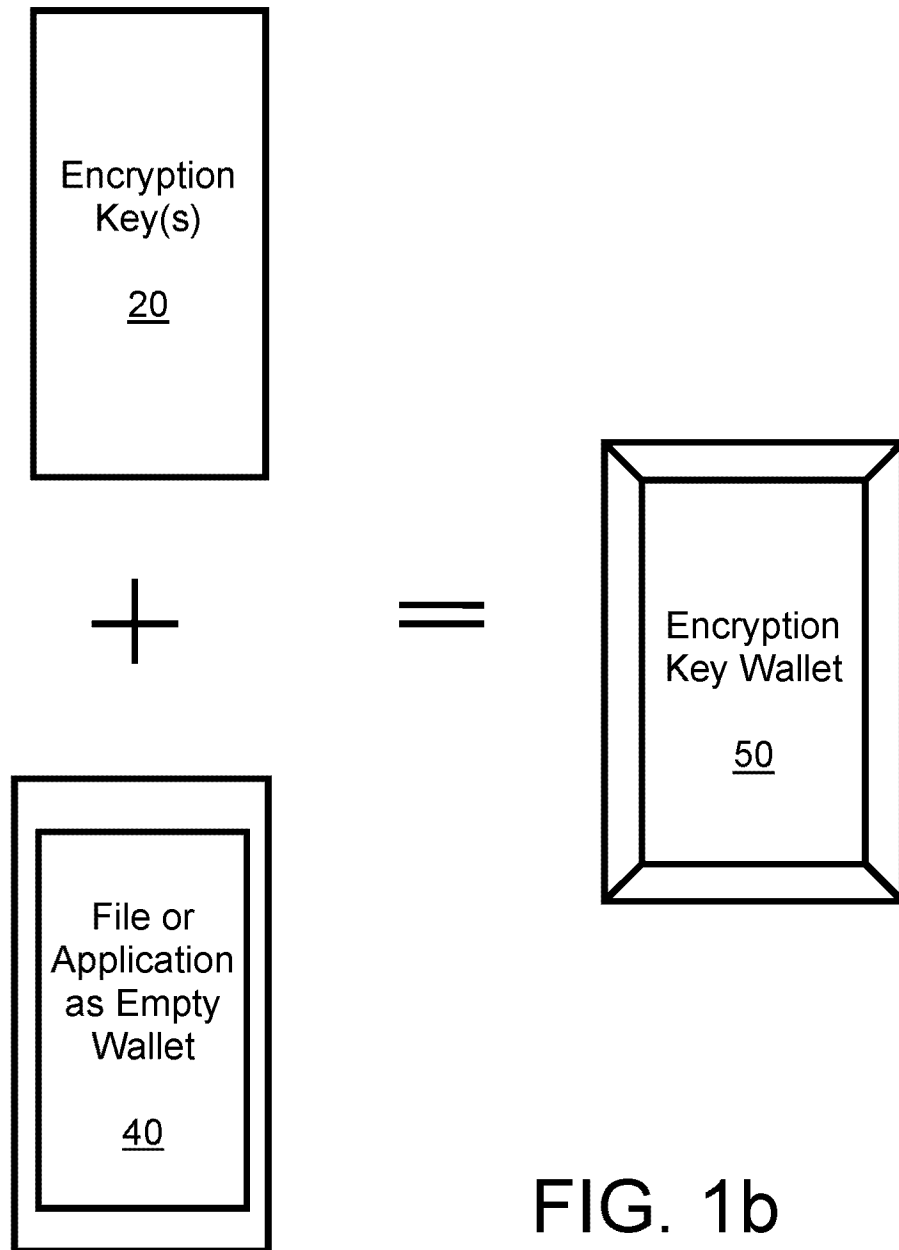 Encryption
Key(s)
20
+
=
Encryption
Key Wallet
50
File or
Application
as Empty
Wallet
40
FIG. 1b